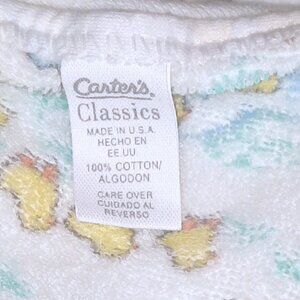 Carter's
Classics
MADE IN U.S.A.
HECHO EN
EE.UU.
100% COTTON/
ALGODON
CARE OVER
CUIDADO AL
REVERSO